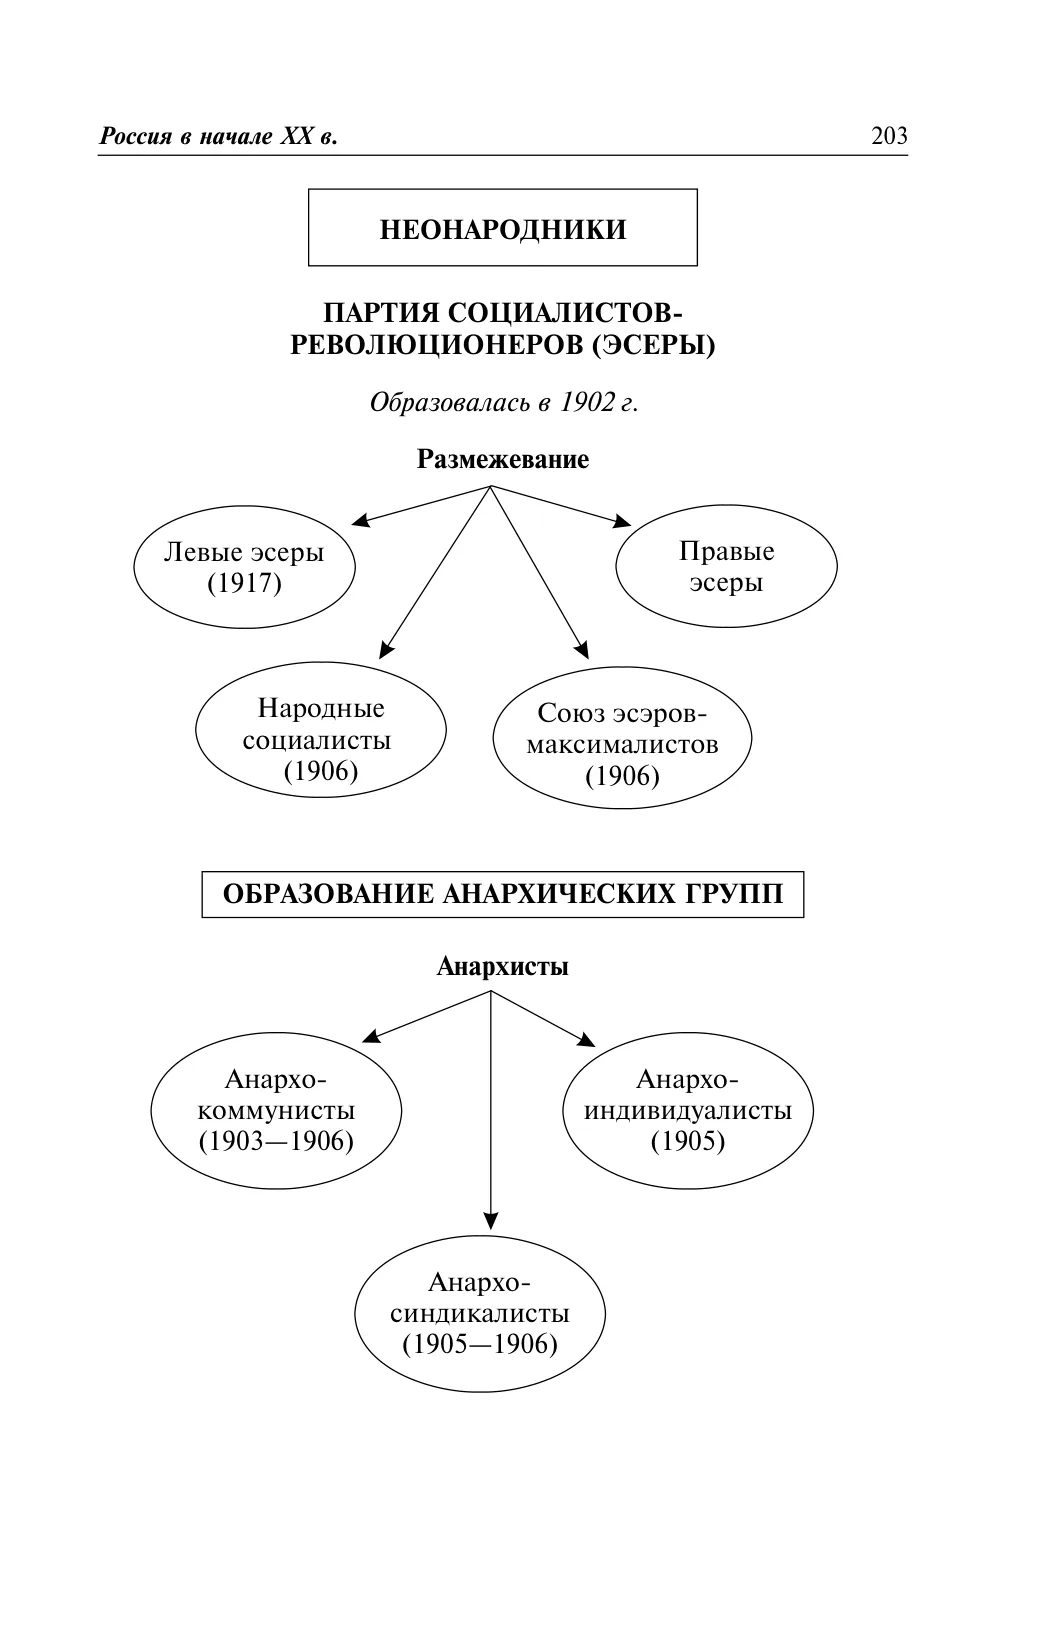 Россия в начале XX в. 203
НЕОНАРОДНИКИ
ПАРТИЯ СОЦИАЛИСТОВ-
РЕВОЛЮЦИОНЕРОВ (ЭСЕРЫ)
Образовалась в 1902 г.
Размежевание
Левые эсеры
(1917)
Правые
эсеры
Народные
социалисты
(1906)
Союз эсэров-
максималистов
(1906)
ОБРАЗОВАНИЕ АНАРХИЧЕСКИХ ГРУПП
Анархисты
Анархо-
коммунисты
(1903—1906)
Анархо-
индивидуалисты
(1905)
Анархо-
синдикалисты
(1905—1906)